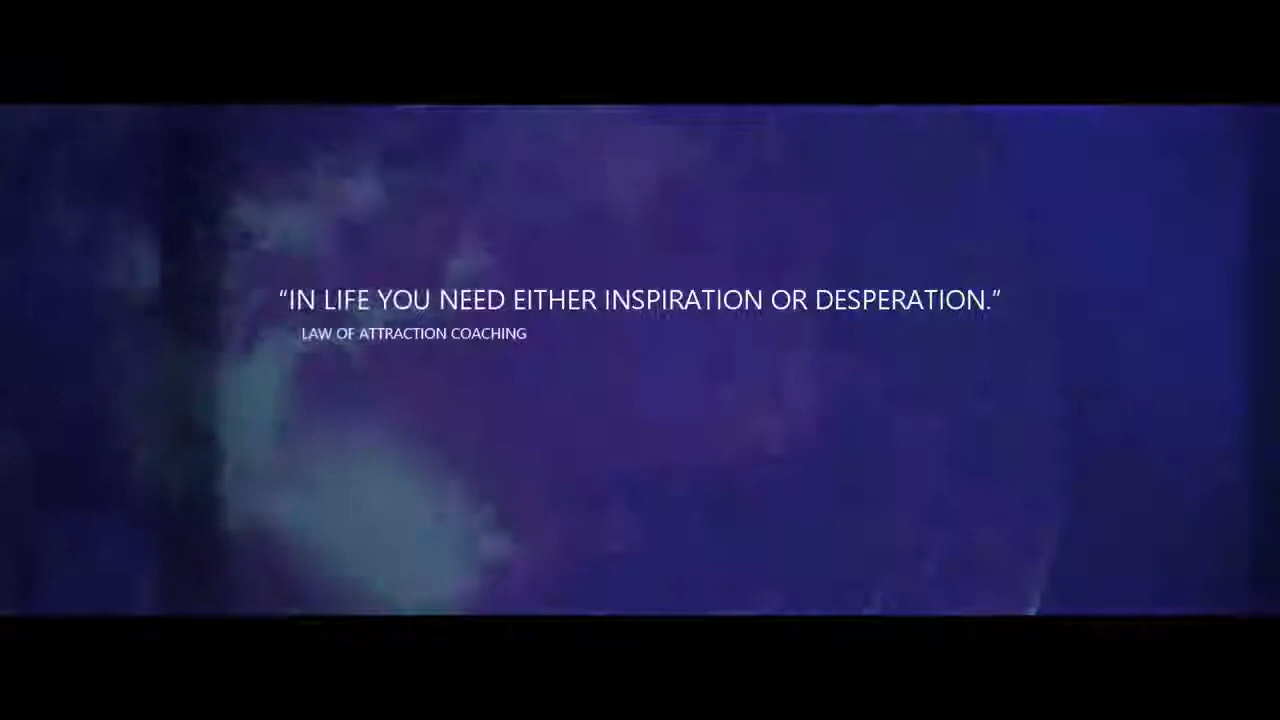 “IN LIFE YOU NEED EITHER INSPIRATION OR DESPERATION.”
LAW OF ATTRACTION COACHING